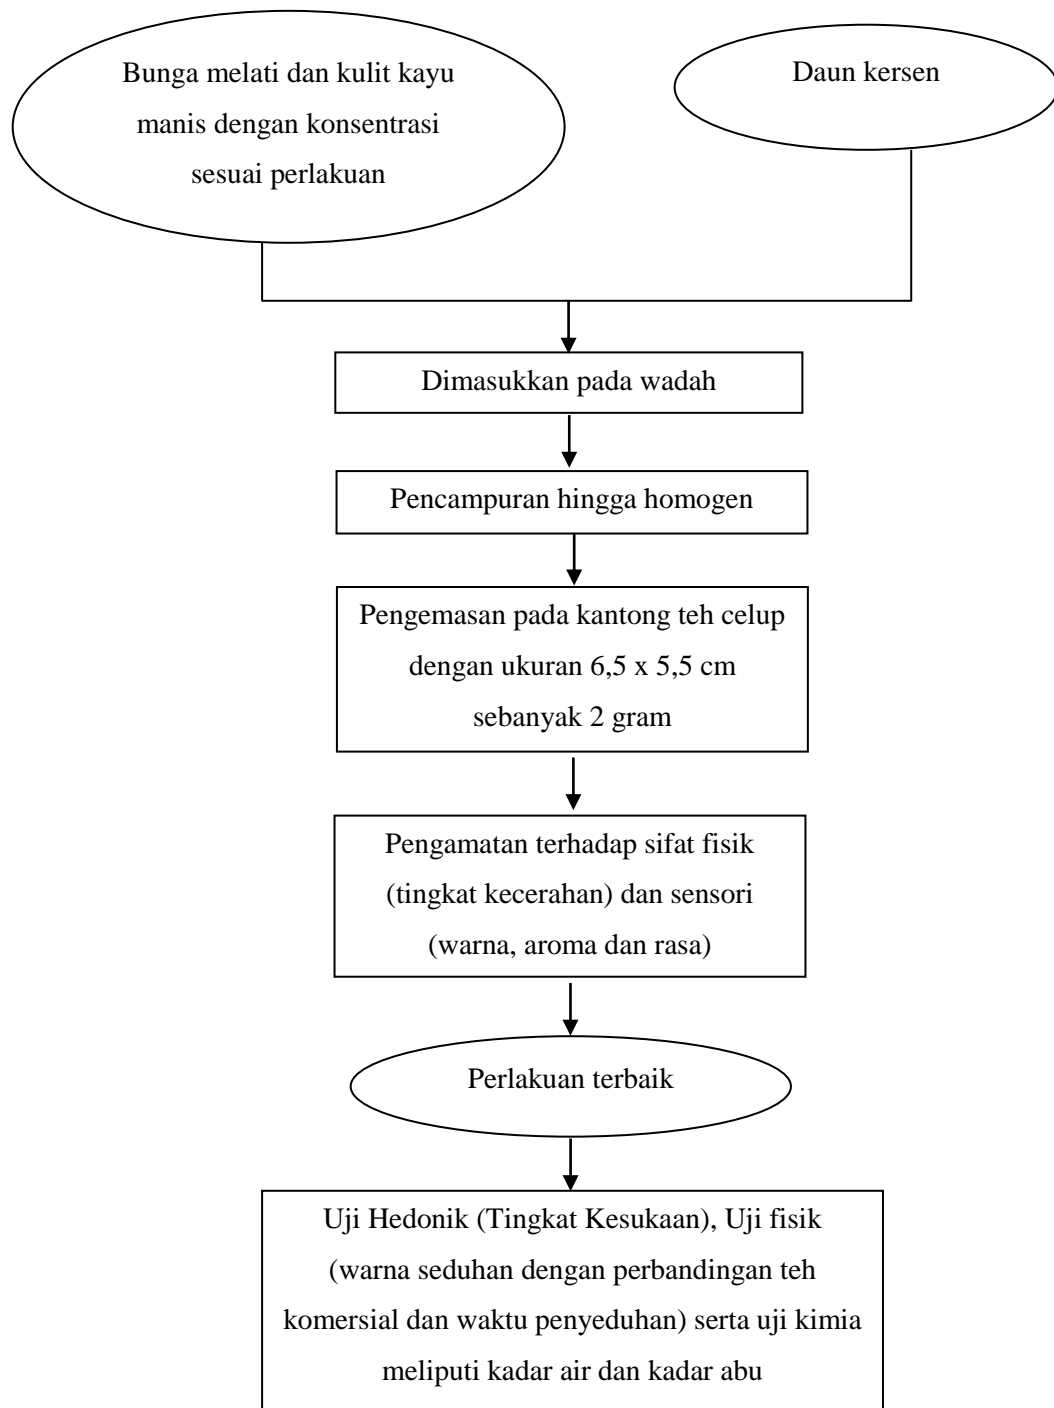 Bunga melati dan kulit kayu
manis dengan konsentrasi
sesuai perlakuan
Daun kersen
Dimasukkan pada wadah
Pencampuran hingga homogen
Pengemasan pada kantong teh celup
dengan ukuran 6,5 x 5,5 cm
sebanyak 2 gram
Pengamatan terhadap sifat fisik
(tingkat kecerahan) dan sensori
(warna, aroma dan rasa)
Perlakuan terbaik
Uji Hedonik (Tingkat Kesukaan), Uji fisik
(warna seduhan dengan perbandingan teh
komersial dan waktu penyeduhan) serta uji kimia
meliputi kadar air dan kadar abu